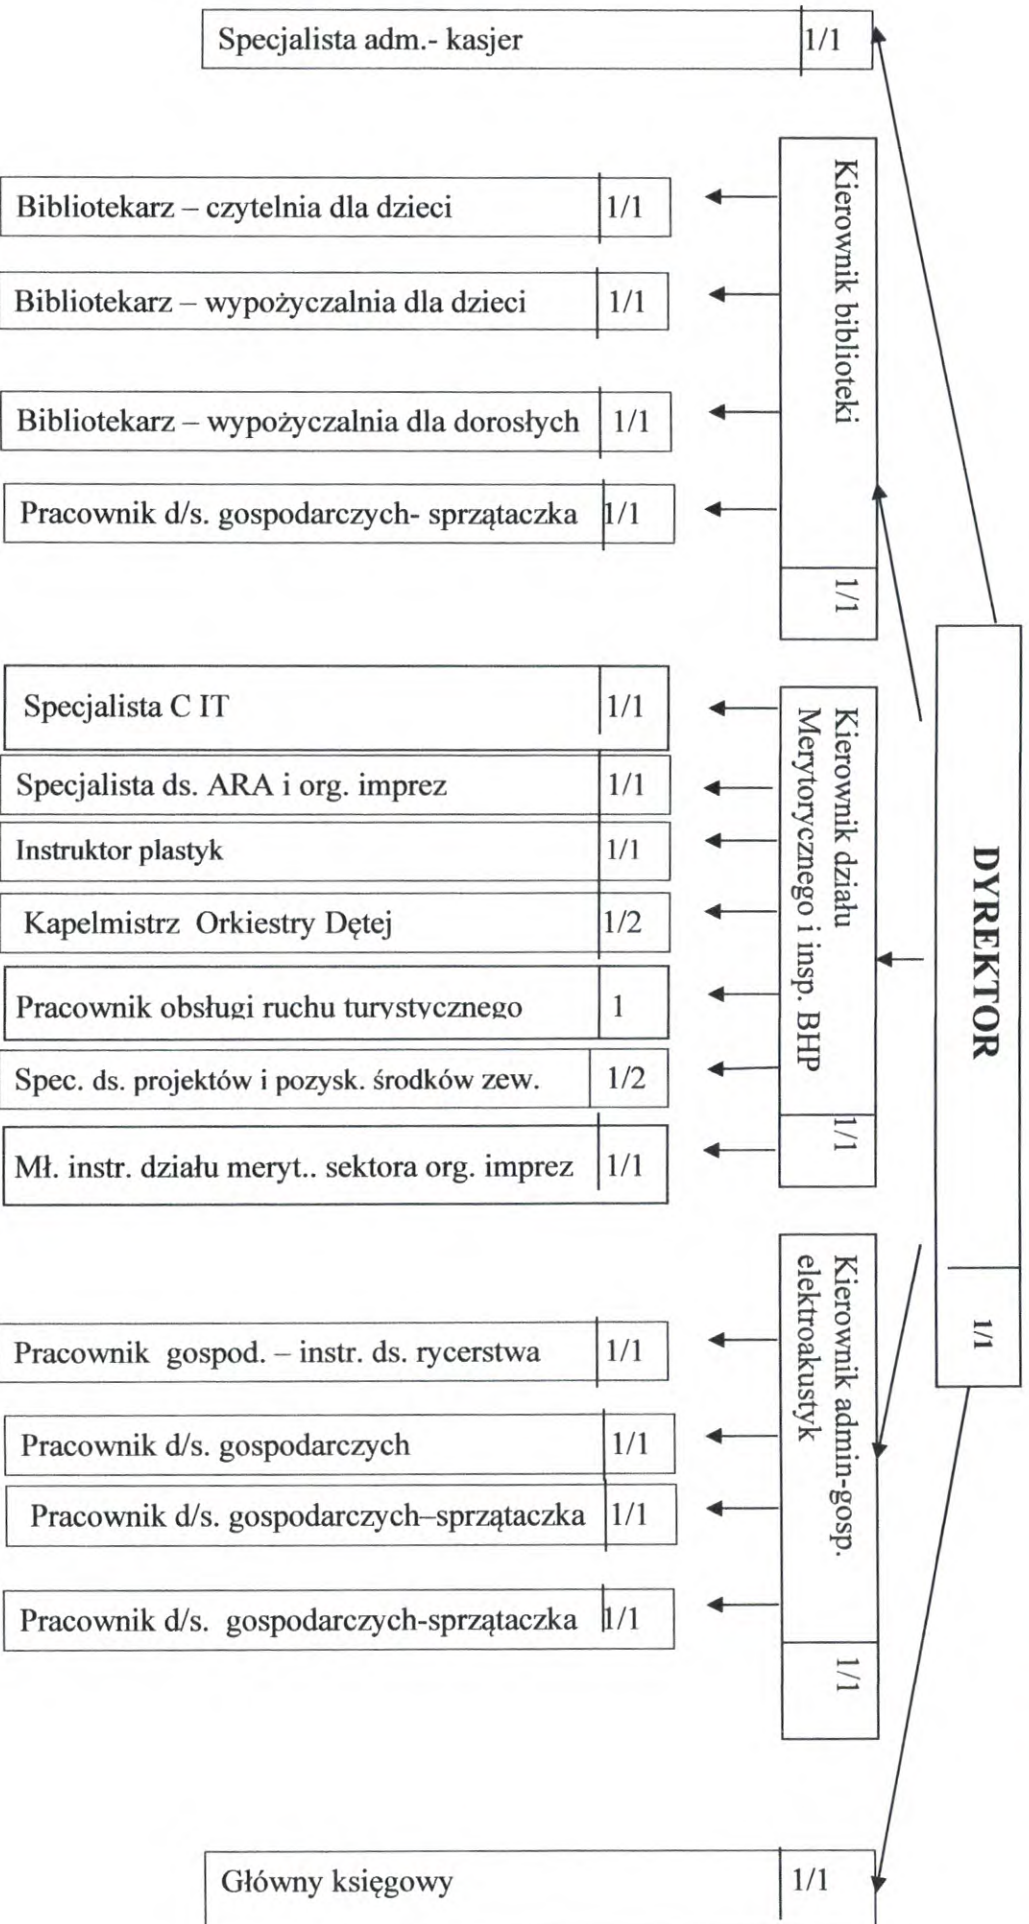 Specjalista adm.- kasjer 1/1
Kierownik biblioteki 1/1
Bibliotekarz – czytelnia dla dzieci 1/1
Bibliotekarz – wypożyczalnia dla dzieci 1/1
Bibliotekarz – wypożyczalnia dla dorosłych 1/1
Pracownik d/s. gospodarczych- sprzątaczka 1/1
DYREKTOR 1/1
Kierownik działu
Merytorycznego i insp. BHP 1/1
Specjalista C IT 1/1
Specjalista ds. ARA i org. imprez 1/1
Instruktor plastyk 1/1
Kapelmistrz Orkiestry Dętej 1/2
Pracownik obsługi ruchu turystycznego 1
Spec. ds. projektów i pozysk. środków zew. 1/2
Mł. instr. działu meryt.. sektora org. imprez 1/1
Kierownik admin-gosp.
elektroakustyk 1/1
Pracownik gospod. – instr. ds. rycerstwa 1/1
Pracownik d/s. gospodarczych 1/1
Pracownik d/s. gospodarczych–sprzątaczka 1/1
Pracownik d/s. gospodarczych-sprzątaczka 1/1
Główny księgowy 1/1